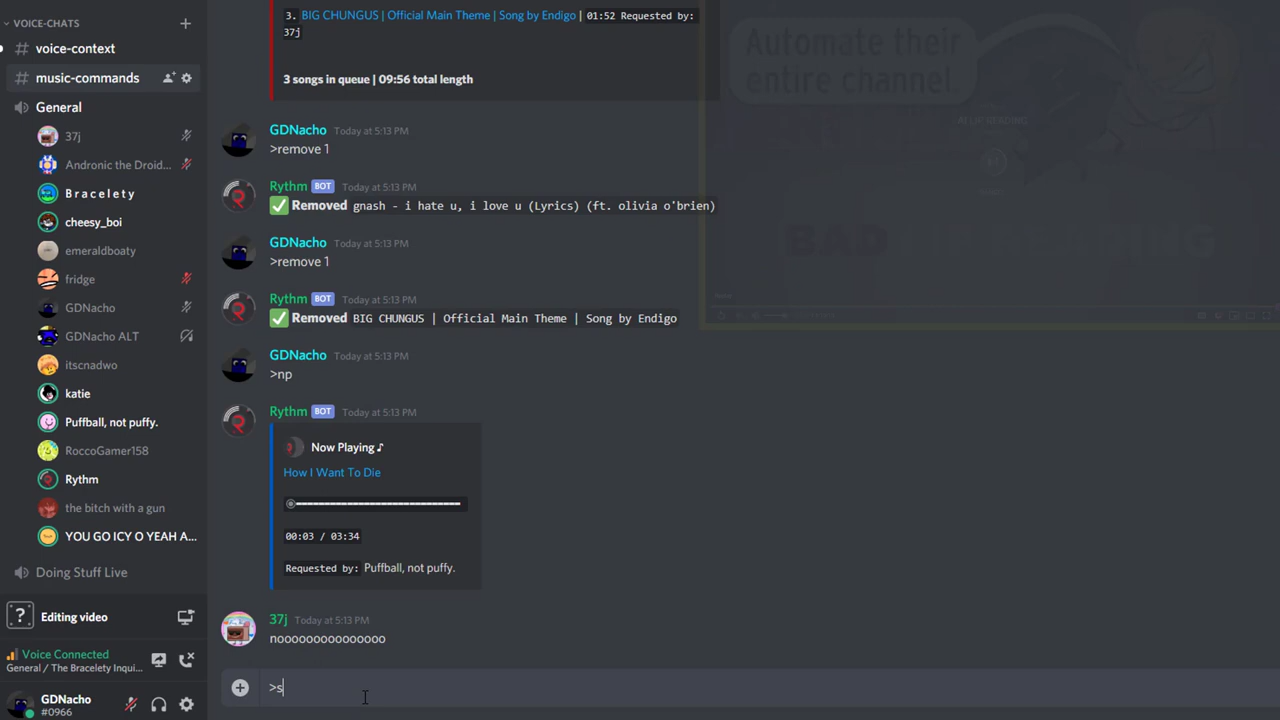 VOICE-CHATS
# voice-context
# music-commands
General
37j
Andronic the Droid...
Bracelety
cheesy_boi
emeraldboaty
fridge
GDNacho
GDNacho ALT
itscnadwo
katie
Puffball, not puffy.
RoccoGamer158
Rythm
the bitch with a gun
YOU GO ICY O YEAH A...
Doing Stuff Live
Editing video
Voice Connected
General / The Bracelety Inqui...
GDNacho
#0966
3. BIG CHUNGUS | Official Main Theme | Song by Endigo | 01:52 Requested by:
37j
3 songs in queue | 09:56 total length
GDNacho Today at 5:13 PM
>remove 1
Rythm BOT Today at 5:13 PM
Removed gnash - i hate u, i love u (Lyrics) (ft. olivia o'brien)
GDNacho Today at 5:13 PM
>remove 1
Rythm BOT Today at 5:13 PM
Removed BIG CHUNGUS | Official Main Theme | Song by Endigo
GDNacho Today at 5:13 PM
>np
Rythm BOT Today at 5:13 PM
Now Playing ♪
How I Want To Die
00:03 / 03:34
Requested by: Puffball, not puffy.
37j Today at 5:13 PM
nooooooooooooooo
>s
Automate their
entire channel.
BAD